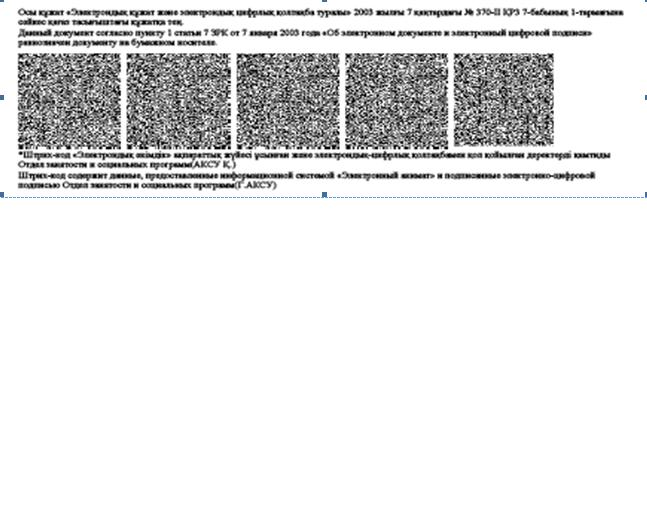 Осы құжат «Электрондық құжат және электрондық цифрлық қолтаңба туралы» 2003 жылғы 7 қаңтардағы № 370-II ҚРЗ 7-бабының 1-тармағына
сәйкес қағаз тасығыштағы құжатқа тең.
Данный документ согласно пункту 1 статьи 7 ЗРК от 7 января 2003 года «Об электронном документе и электронный цифровой подписи»
равнозначен документу на бумажном носителе.
*Штрих-код «Электрондық әкімдік» ақпараттық жүйесі ұсынған және электрондық-цифрлық қолтаңбамен қол қойылған деректерді қамтиды
Отдел занятости и социальных программ(АКСУ Қ.)
Штрих-код содержит данные, предоставленные информационной системой «Электронный акимат» и подписанные электронно-цифровой
подписью Отдел занятости и социальных программ(Г.АКСУ)